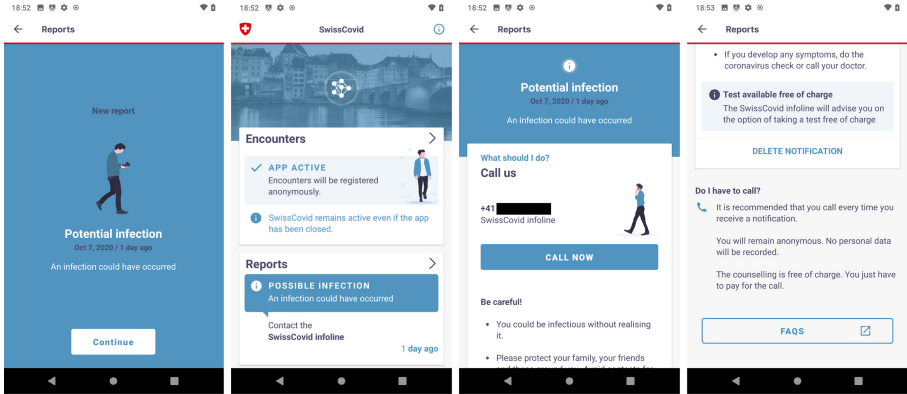 18:52
Reports
New report
Potential infection
Oct 7, 2020 / 1 day ago
An infection could have occurred
Continue
18:52
SwissCovid
Encounters
APP ACTIVE
Encounters will be registered
anonymously.
SwissCovid remains active even if the app
has been closed.
Reports
POSSIBLE INFECTION
An infection could have occurred
Contact the
SwissCovid infoline
1 day ago
18:52
Reports
Potential infection
Oct 7, 2020 / 1 day ago
An infection could have occurred
What should I do?
Call us
+41
SwissCovid infoline
CALL NOW
Be careful!
• You could be infectious without realising
it.
• Please protect your family, your friends
18:53
Reports
• If you develop any symptoms, do the
coronavirus check or call your doctor.
Test available free of charge
The SwissCovid infoline will advise you on
the option of taking a test free of charge
DELETE NOTIFICATION
Do I have to call?
It is recommended that you call every time you
receive a notification.
You will remain anonymous. No personal data
will be recorded.
The counselling is free of charge. You just have
to pay for the call.
FAQS